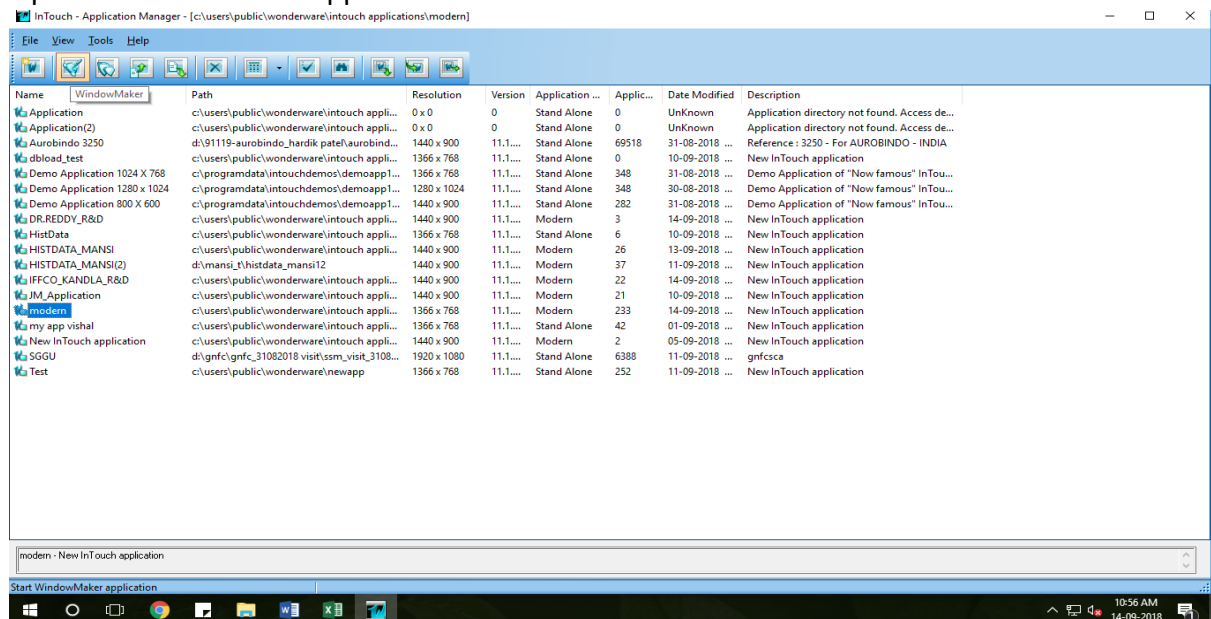 InTouch - Application Manager - [c:\users\public\wonderware\intouch applications\modern]
File View Tools Help
Name WindowMaker Path Resolution Version Application ... Applic... Date Modified Description
Application c:\users\public\wonderware\intouch appli... 0 x 0 0 Stand Alone 0 UnKnown Application directory not found. Access de...
Application(2) c:\users\public\wonderware\intouch appli... 0 x 0 0 Stand Alone 0 UnKnown Application directory not found. Access de...
Aurobindo 3250 d:\91119-aurobindo_hardik patel\aurobind... 1440 x 900 11.1.... Stand Alone 69518 31-08-2018 ... Reference : 3250 - For AUROBINDO - INDIA
dbload_test c:\users\public\wonderware\intouch appli... 1366 x 768 11.1.... Stand Alone 0 10-09-2018 ... New InTouch application
Demo Application 1024 X 768 c:\programdata\intouchdemos\demoapp1... 1366 x 768 11.1.... Stand Alone 348 31-08-2018 ... Demo Application of "Now famous" InTou...
Demo Application 1280 x 1024 c:\programdata\intouchdemos\demoapp1... 1280 x 1024 11.1.... Stand Alone 348 30-08-2018 ... Demo Application of "Now famous" InTou...
Demo Application 800 X 600 c:\programdata\intouchdemos\demoapp1... 1440 x 900 11.1.... Stand Alone 282 31-08-2018 ... Demo Application of "Now famous" InTou...
DR.REDDY_R&D c:\users\public\wonderware\intouch appli... 1440 x 900 11.1.... Modern 3 14-09-2018 ... New InTouch application
HistData c:\users\public\wonderware\intouch appli... 1366 x 768 11.1.... Stand Alone 6 10-09-2018 ... New InTouch application
HISTDATA_MANSI c:\users\public\wonderware\intouch appli... 1440 x 900 11.1.... Modern 26 13-09-2018 ... New InTouch application
HISTDATA_MANSI(2) d:\mansi_t\histdata_mansi12 1440 x 900 11.1.... Modern 37 11-09-2018 ... New InTouch application
IFFCO_KANDLA_R&D c:\users\public\wonderware\intouch appli... 1440 x 900 11.1.... Modern 22 14-09-2018 ... New InTouch application
JM_Application c:\users\public\wonderware\intouch appli... 1440 x 900 11.1.... Modern 21 10-09-2018 ... New InTouch application
modern c:\users\public\wonderware\intouch appli... 1366 x 768 11.1.... Modern 233 14-09-2018 ... New InTouch application
my app vishal c:\users\public\wonderware\intouch appli... 1366 x 768 11.1.... Stand Alone 42 01-09-2018 ... New InTouch application
New InTouch application c:\users\public\wonderware\intouch appli... 1440 x 900 11.1.... Modern 2 05-09-2018 ... New InTouch application
SGGU d:\gnfc\gnfc_31082018 visit\ssm_visit_3108... 1920 x 1080 11.1.... Stand Alone 6388 11-09-2018 ... gnfcsca
Test c:\users\public\wonderware\newapp 1366 x 768 11.1.... Stand Alone 252 11-09-2018 ... New InTouch application
modern - New InTouch application
Start WindowMaker application
10:56 AM
14-09-2018